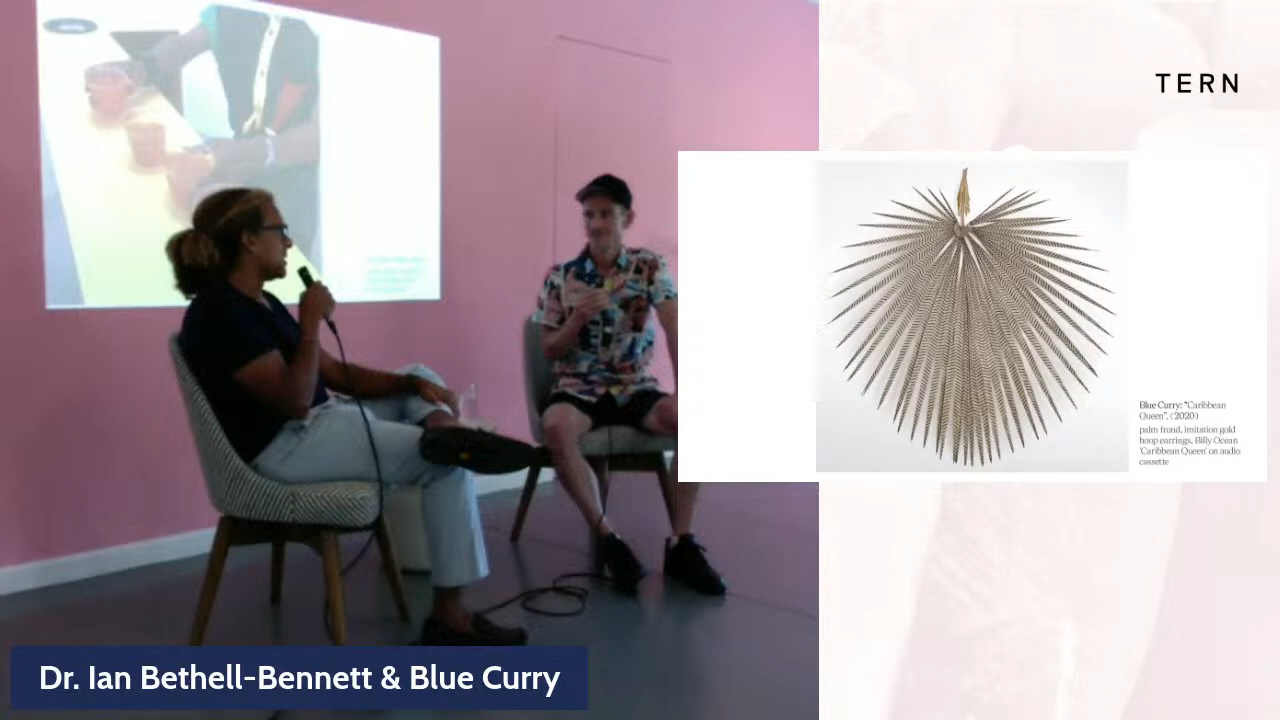 TERN
Blue Curry: "Caribbean
Queen", (2020)
palm frond, imitation gold
hoop earrings, Billy Ocean
'Caribbean Queen' on audio
cassette
Dr. Ian Bethell-Bennett & Blue Curry